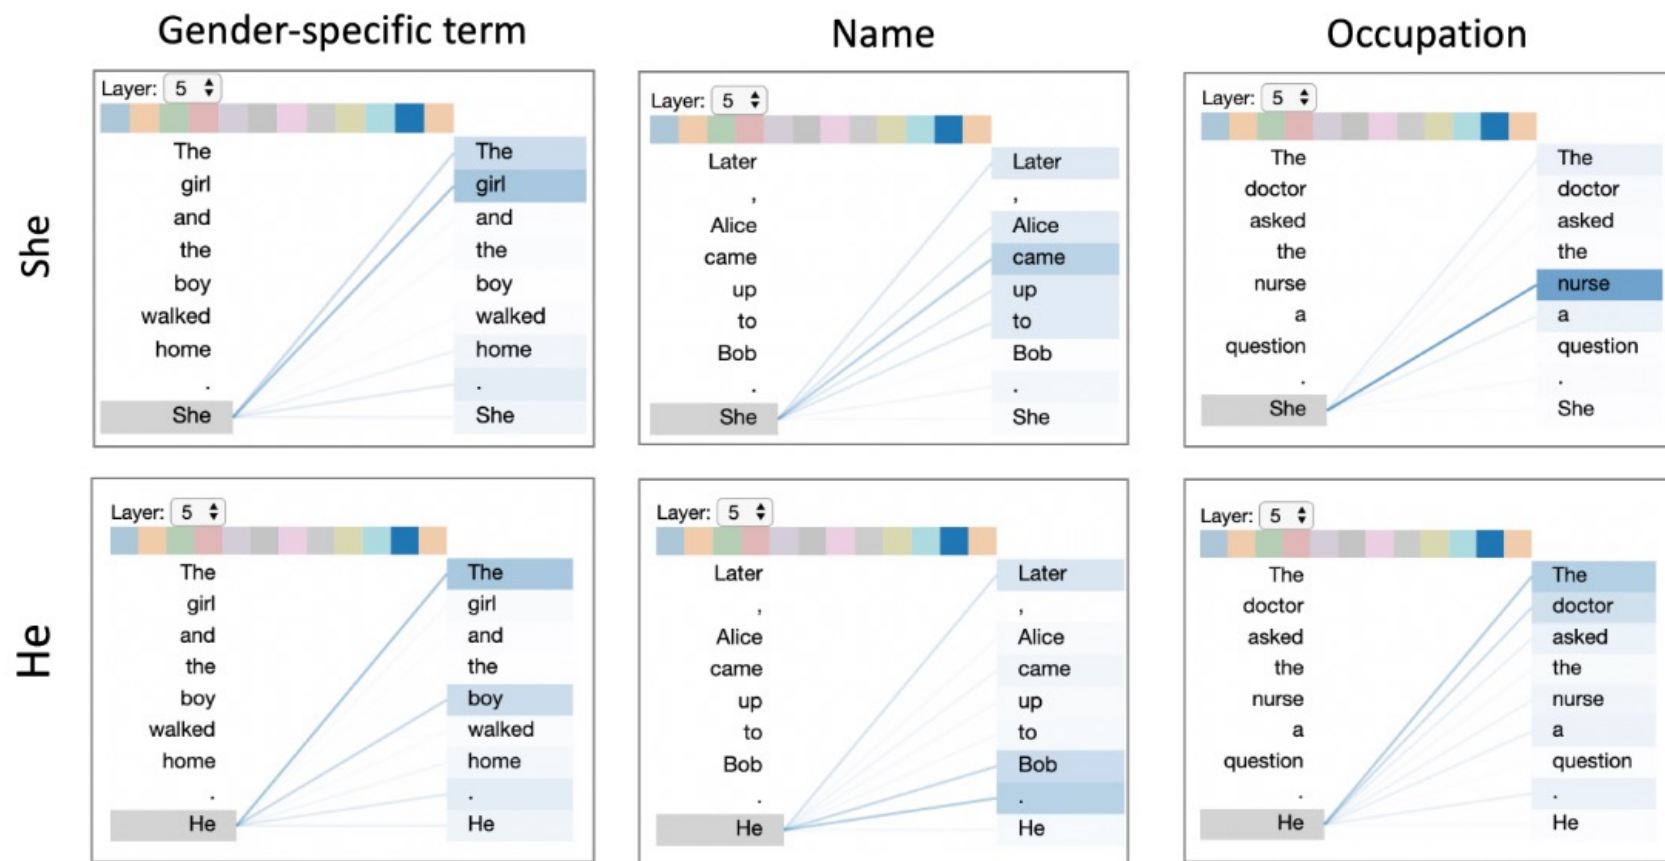 Gender-specific term Name Occupation
She
Layer: 5
The The
girl girl
and and
the the
boy boy
walked walked
home home
. .
She She
Layer: 5
Later Later
, ,
Alice Alice
came came
up up
to to
Bob Bob
. .
She She
Layer: 5
The The
doctor doctor
asked asked
the the
nurse nurse
a a
question question
. .
She She
He
Layer: 5
The The
girl girl
and and
the the
boy boy
walked walked
home home
. .
He He
Layer: 5
Later Later
, ,
Alice Alice
came came
up up
to to
Bob Bob
. .
He He
Layer: 5
The The
doctor doctor
asked asked
the the
nurse nurse
a a
question question
. .
He He